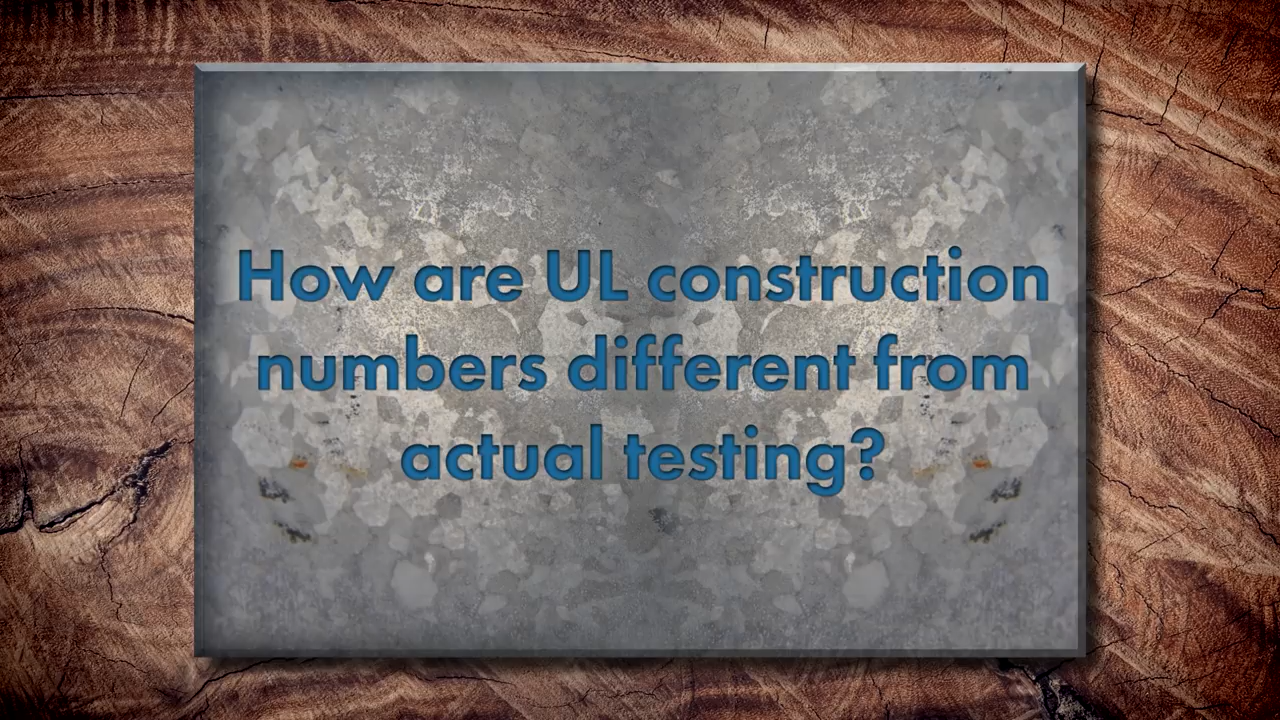 How are UL construction
numbers different from
actual testing?